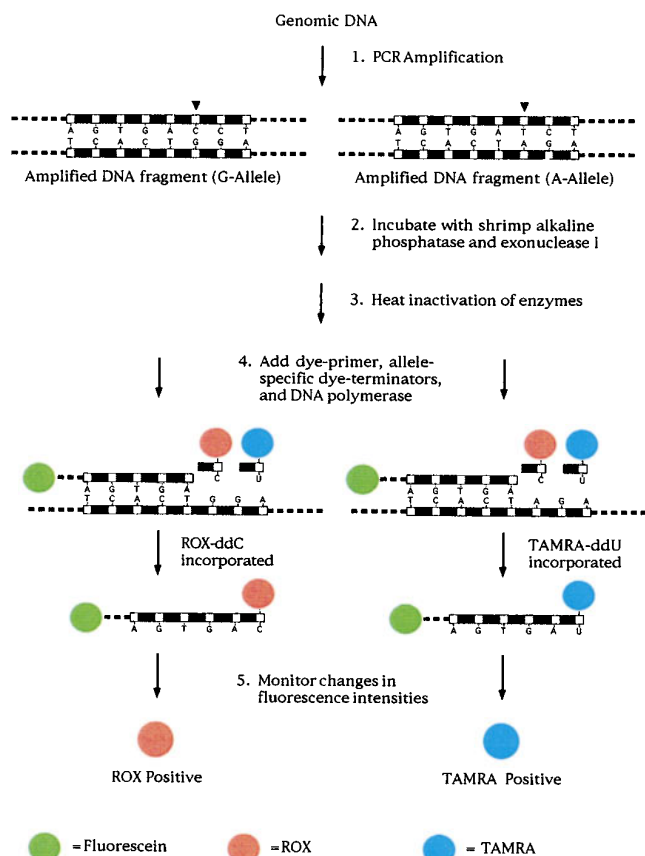 Genomic DNA
1. PCR Amplification
A G T G A C C T
T C A C T G G A
Amplified DNA fragment (G-Allele)
A G T G A T C T
T C A C T A G A
Amplified DNA fragment (A-Allele)
2. Incubate with shrimp alkaline
phosphatase and exonuclease I
3. Heat inactivation of enzymes
4. Add dye-primer, allele-
specific dye-terminators,
and DNA polymerase
C U
A G T G A
T C A C T G G A
C U
A G T G A
T C A C T A G A
ROX-ddC
incorporated
TAMRA-ddU
incorporated
A G T G A C
A G T G A U
5. Monitor changes in
fluorescence intensities
ROX Positive
TAMRA Positive
= Fluorescein
= ROX
= TAMRA